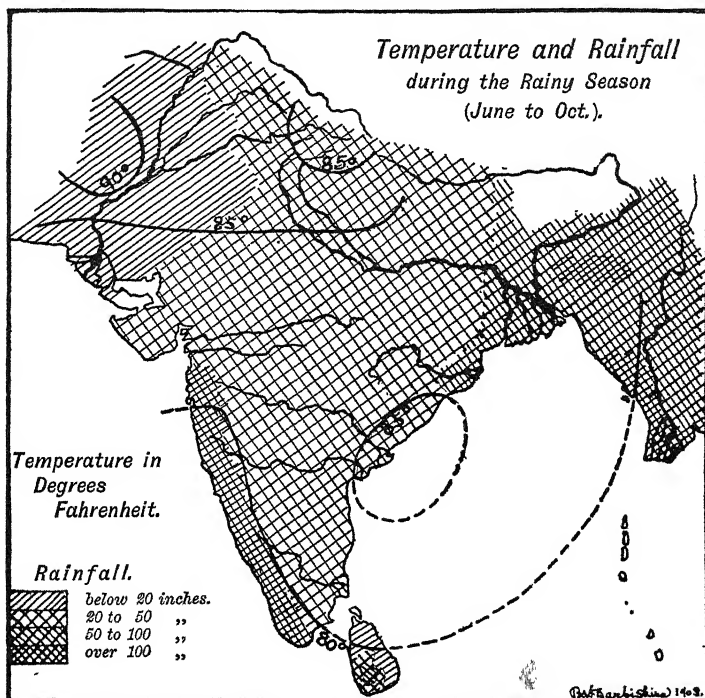 Temperature and Rainfall
during the Rainy Season
(June to Oct.).
90°
85°
85°
85°
80°
Temperature in
Degrees
Fahrenheit.
Rainfall.
below 20 inches.
20 to 50 „
50 to 100 „
over 100 „